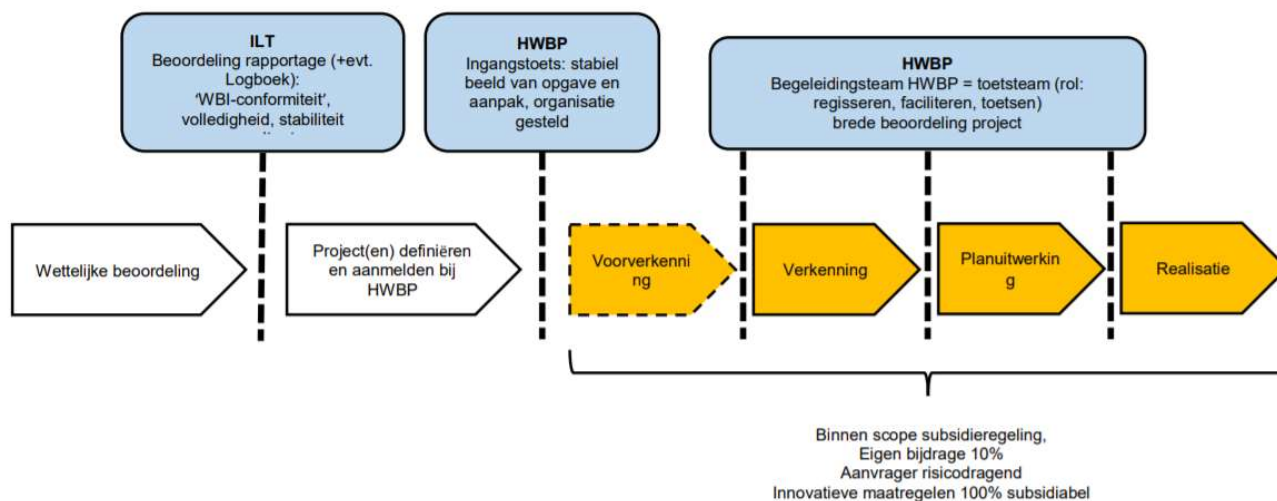 ILT
Beoordeling rapportage (+evt.
Logboek):
‘WBI-conformiteit’,
volledigheid, stabiliteit
HWBP
Ingangstoets: stabiel
beeld van opgave en
aanpak, organisatie
gesteld
HWBP
Begeleidingsteam HWBP = toetsteam (rol:
regisseren, faciliteren, toetsen)
brede beoordeling project
Wettelijke beoordeling
Project(en) definiëren
en aanmelden bij
HWBP
Voorverkenni
ng
Verkenning
Planuitwerkin
g
Realisatie
Binnen scope subsidieregeling,
Eigen bijdrage 10%
Aanvrager risicodragend
Innovatieve maatregelen 100% subsidiabel